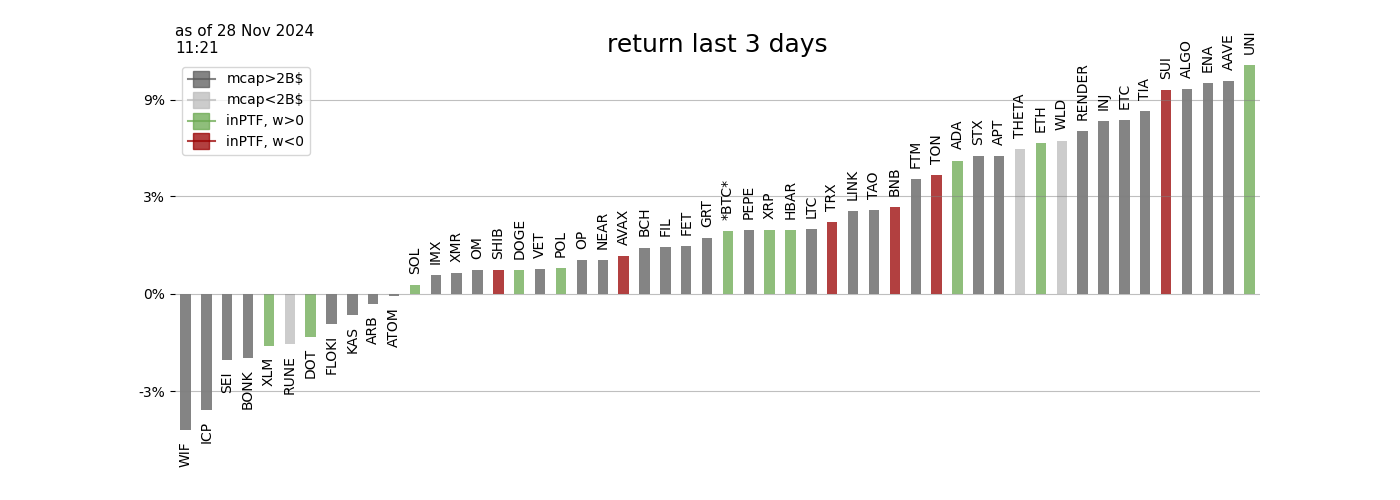 as of 28 Nov 2024
11:21
return last 3 days
mcap>2B$
mcap<2B$
inPTF, w>0
inPTF, w<0
9%
3%
0%
-3%
WIF
ICP
SEI
BONK
XLM
RUNE
DOT
FLOKI
KAS
ARB
ATOM
SOL
IMX
XMR
OM
SHIB
DOGE
VET
POL
OP
NEAR
AVAX
BCH
FIL
FET
GRT
*BTC*
PEPE
XRP
HBAR
LTC
TRX
LINK
TAO
BNB
FTM
TON
ADA
STX
APT
THETA
ETH
WLD
RENDER
INJ
ETC
TIA
SUI
ALGO
ENA
AAVE
UNI